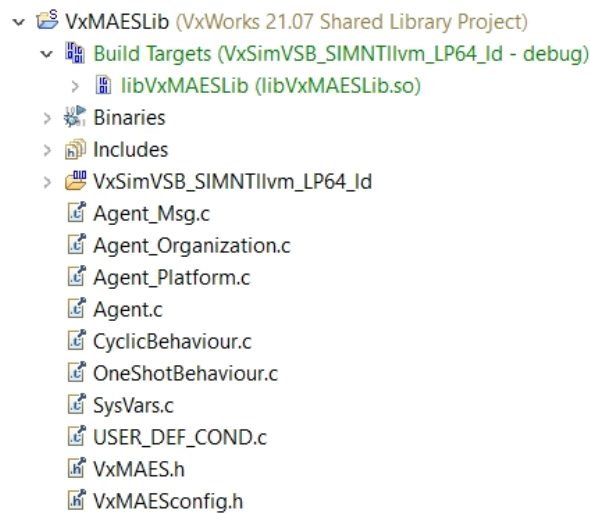 VxMAESLib (VxWorks 21.07 Shared Library Project)
Build Targets (VxSimVSB_SIMNTllvm_LP64_ld - debug)
libVxMAESLib (libVxMAESLib.so)
Binaries
Includes
VxSimVSB_SIMNTllvm_LP64_ld
Agent_Msg.c
Agent_Organization.c
Agent_Platform.c
Agent.c
CyclicBehaviour.c
OneShotBehaviour.c
SysVars.c
USER_DEF_COND.c
VxMAES.h
VxMAESconfig.h